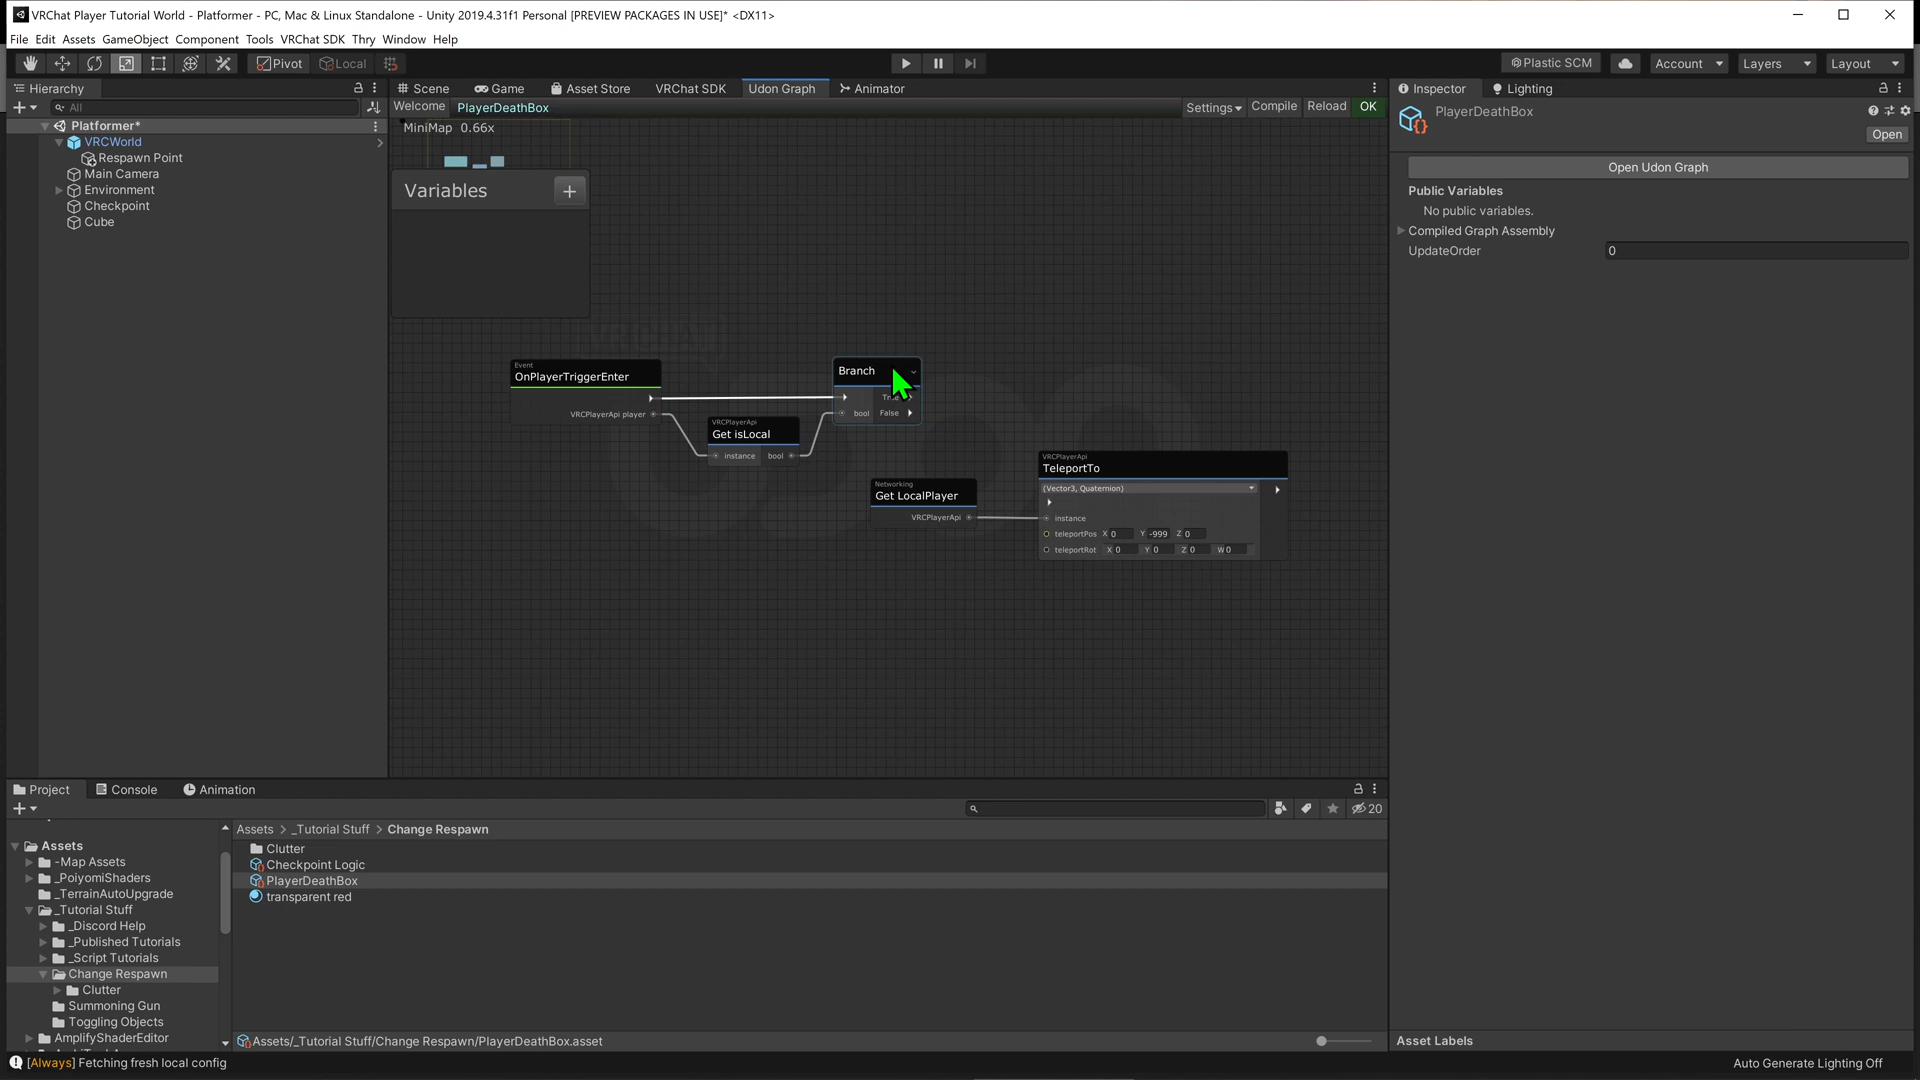 VRChat Player Tutorial World - Platformer - PC, Mac & Linux Standalone - Unity 2019.4.31f1 Personal [PREVIEW PACKAGES IN USE]* <DX11>
File Edit Assets GameObject Component Tools VRChat SDK Thry Window Help
Pivot Local Plastic SCM Account Layers Layout
Hierarchy Scene Game Asset Store VRChat SDK Udon Graph Animator Inspector Lighting
All
Welcome PlayerDeathBox Settings Compile Reload OK
PlayerDeathBox
Open
MiniMap 0.66x
Platformer*
VRCWorld
Respawn Point
Main Camera
Environment
Checkpoint
Cube
Variables +
Open Udon Graph
Public Variables
No public variables.
Compiled Graph Assembly
UpdateOrder 0
VRCHAT
Event
OnPlayerTriggerEnter
VRCPlayerApi player
Branch
True
bool False
VRCPlayerApi
Get isLocal
instance bool
Networking
Get LocalPlayer
VRCPlayerApi
VRCPlayerApi
TeleportTo
(Vector3, Quaternion)
instance
teleportPos X 0 Y -999 Z 0
teleportRot X 0 Y 0 Z 0 W 0
Project Console Animation
20
Assets > _Tutorial Stuff > Change Respawn
Clutter
Checkpoint Logic
PlayerDeathBox
transparent red
Assets
-Map Assets
_PoiyomiShaders
_TerrainAutoUpgrade
_Tutorial Stuff
_Discord Help
_Published Tutorials
_Script Tutorials
Change Respawn
Clutter
Summoning Gun
Toggling Objects
AmplifyShaderEditor
Assets/_Tutorial Stuff/Change Respawn/PlayerDeathBox.asset
Asset Labels
[Always] Fetching fresh local config
Auto Generate Lighting Off